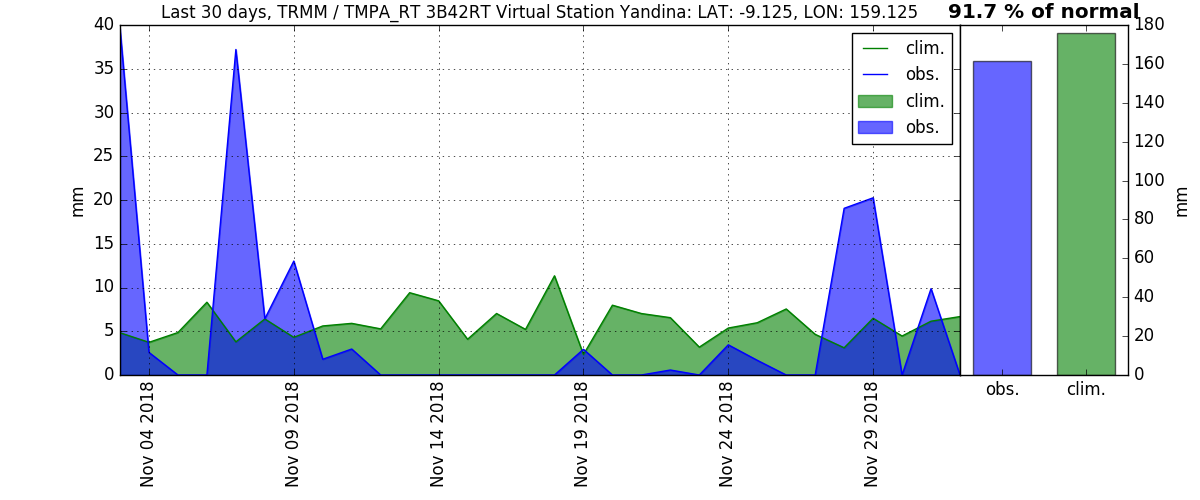 Last 30 days, TRMM / TMPA_RT 3B42RT Virtual Station Yandina: LAT: -9.125, LON: 159.125
91.7 % of normal
40
35
30
25
20
15
10
5
0
mm
Nov 04 2018
Nov 09 2018
Nov 14 2018
Nov 19 2018
Nov 24 2018
Nov 29 2018
clim.
obs.
clim.
obs.
180
160
140
120
100
80
60
40
20
0
mm
obs.
clim.